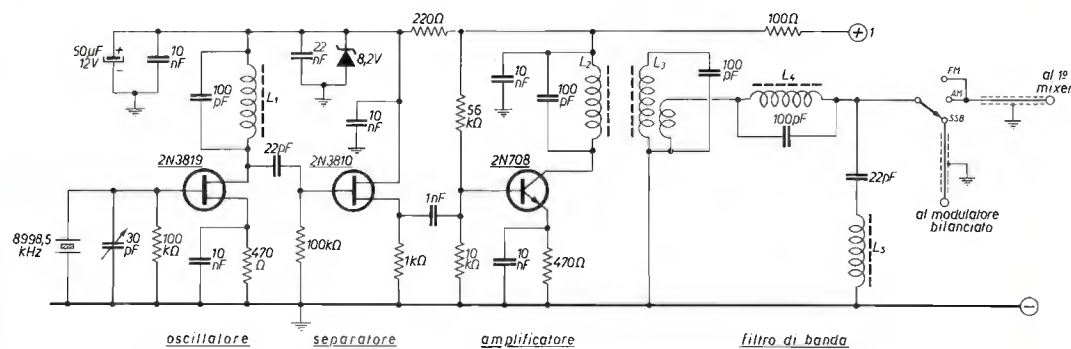 220Ω
100Ω
1
50µF
12V
10
nF
100
pF
L1
22
nF
8,2V
10
nF
10
nF
100
pF
L2
L3
100
pF
L4
100pF
FM
AM
SSB
al 1º
mixer
56
kΩ
2N3819
22pF
2N3810
2N708
1nF
22pF
al modulatore
bilanciato
8998,5
kHz
30
pF
100
kΩ
10
nF
470
Ω
100kΩ
1kΩ
10
kΩ
10
nF
470Ω
L5
oscillatore
separatore
amplificatore
filtro di banda